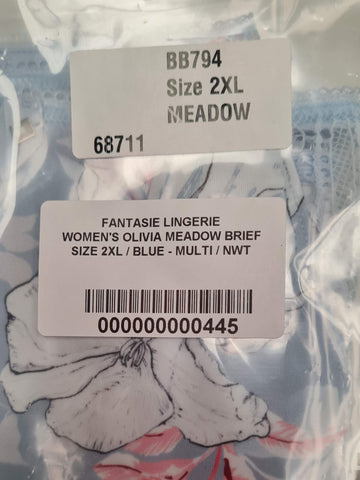 BB794
Size 2XL
MEADOW
68711
FANTASIE LINGERIE
WOMEN'S OLIVIA MEADOW BRIEF
SIZE 2XL / BLUE - MULTI / NWT
000000000445